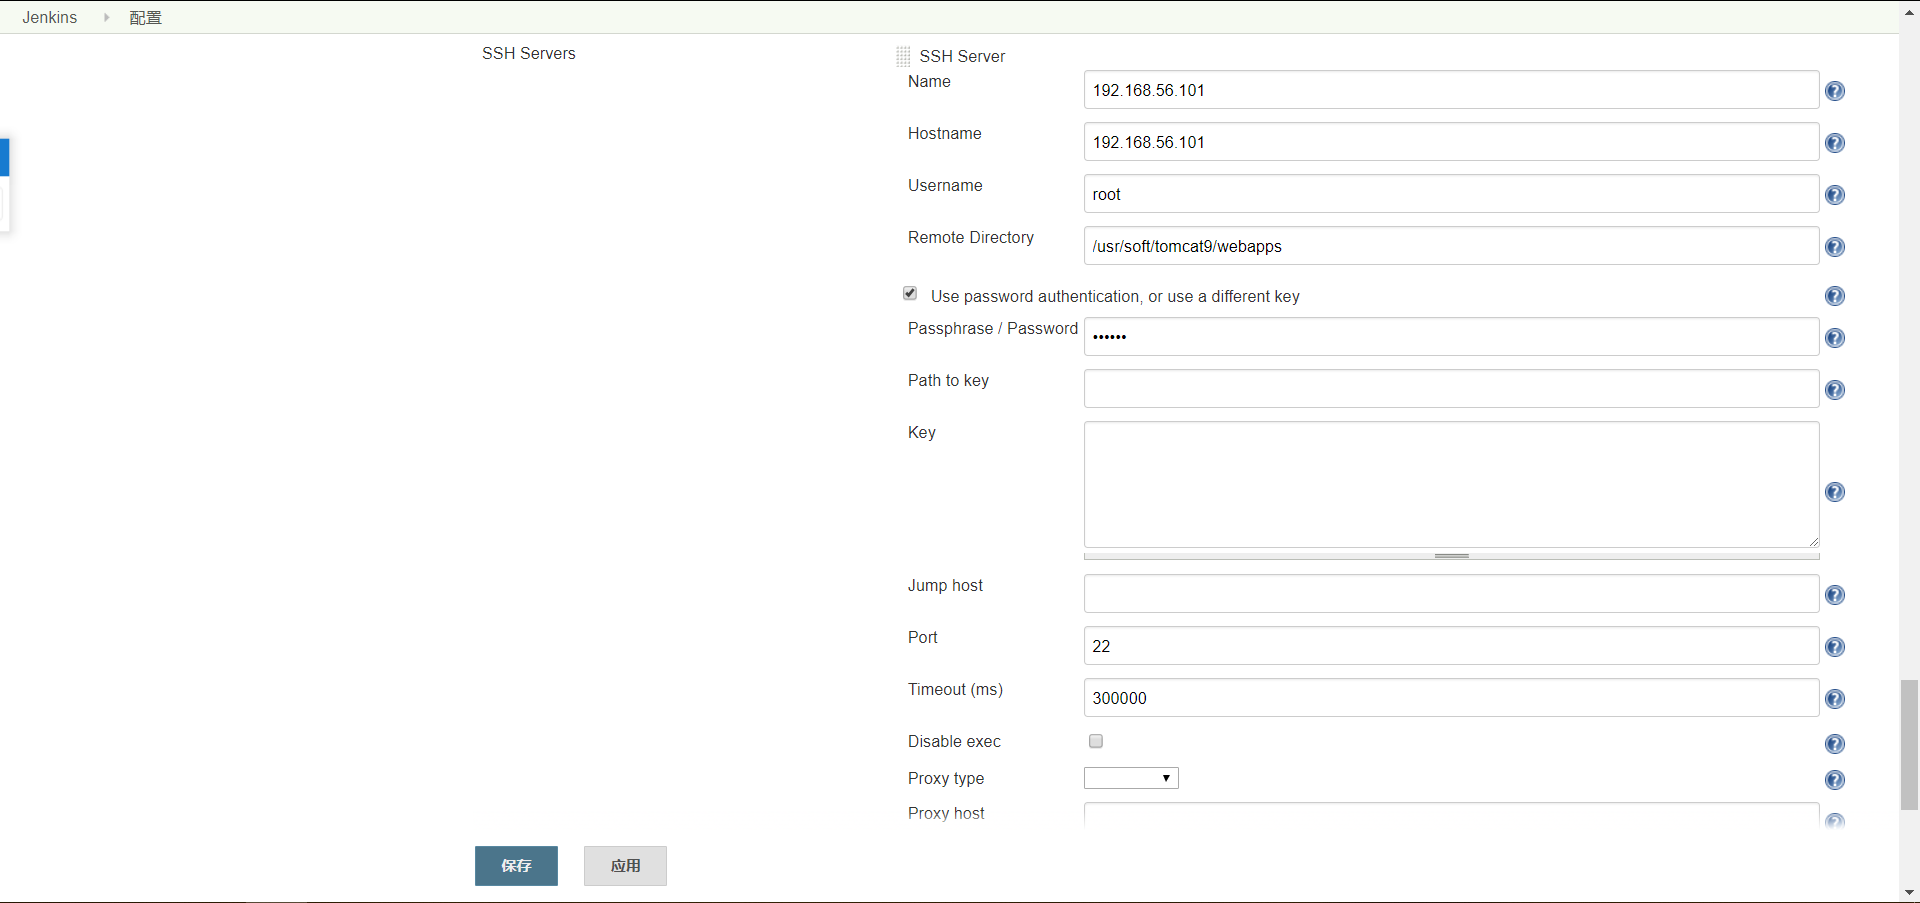 Jenkins 配置
SSH Servers
SSH Server
Name 192.168.56.101
Hostname 192.168.56.101
Username root
Remote Directory /usr/soft/tomcat9/webapps
Use password authentication, or use a different key
Passphrase / Password ••••••
Path to key
Key
Jump host
Port 22
Timeout (ms) 300000
Disable exec
Proxy type
Proxy host
保存 应用